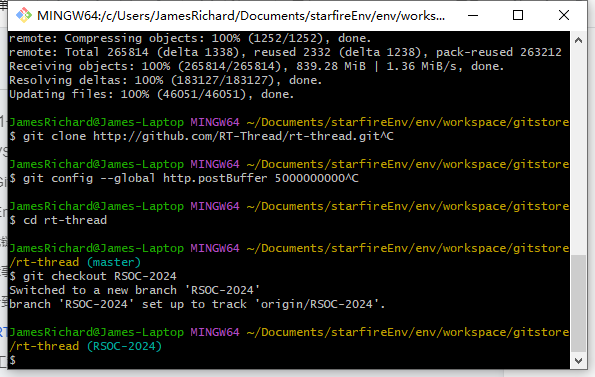 MINGW64:/c/Users/JamesRichard/Documents/starfireEnv/env/works...
remote: Compressing objects: 100% (1252/1252), done.
remote: Total 265814 (delta 1338), reused 2332 (delta 1238), pack-reused 263212
Receiving objects: 100% (265814/265814), 839.28 MiB | 1.36 MiB/s, done.
Resolving deltas: 100% (183127/183127), done.
Updating files: 100% (46051/46051), done.
JamesRichard@James-Laptop MINGW64 ~/Documents/starfireEnv/env/workspace/gitstore
$ git clone http://github.com/RT-Thread/rt-thread.git^C
JamesRichard@James-Laptop MINGW64 ~/Documents/starfireEnv/env/workspace/gitstore
$ git config --global http.postBuffer 5000000000^C
JamesRichard@James-Laptop MINGW64 ~/Documents/starfireEnv/env/workspace/gitstore
$ cd rt-thread
JamesRichard@James-Laptop MINGW64 ~/Documents/starfireEnv/env/workspace/gitstore
/rt-thread (master)
$ git checkout RSOC-2024
Switched to a new branch 'RSOC-2024'
branch 'RSOC-2024' set up to track 'origin/RSOC-2024'.
JamesRichard@James-Laptop MINGW64 ~/Documents/starfireEnv/env/workspace/gitstore
/rt-thread (RSOC-2024)
$